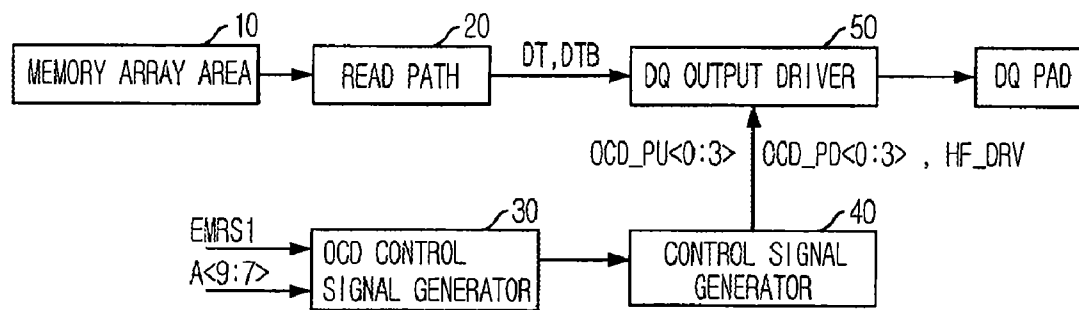 10
20
50
MEMORY ARRAY AREA
READ PATH
DT,DTB
DQ OUTPUT DRIVER
DQ PAD
OCD_PU<0:3>
OCD_PD<0:3> , HF_DRV
30
40
EMRS1
A<9:7>
OCD CONTROL
SIGNAL GENERATOR
CONTROL SIGNAL
GENERATOR